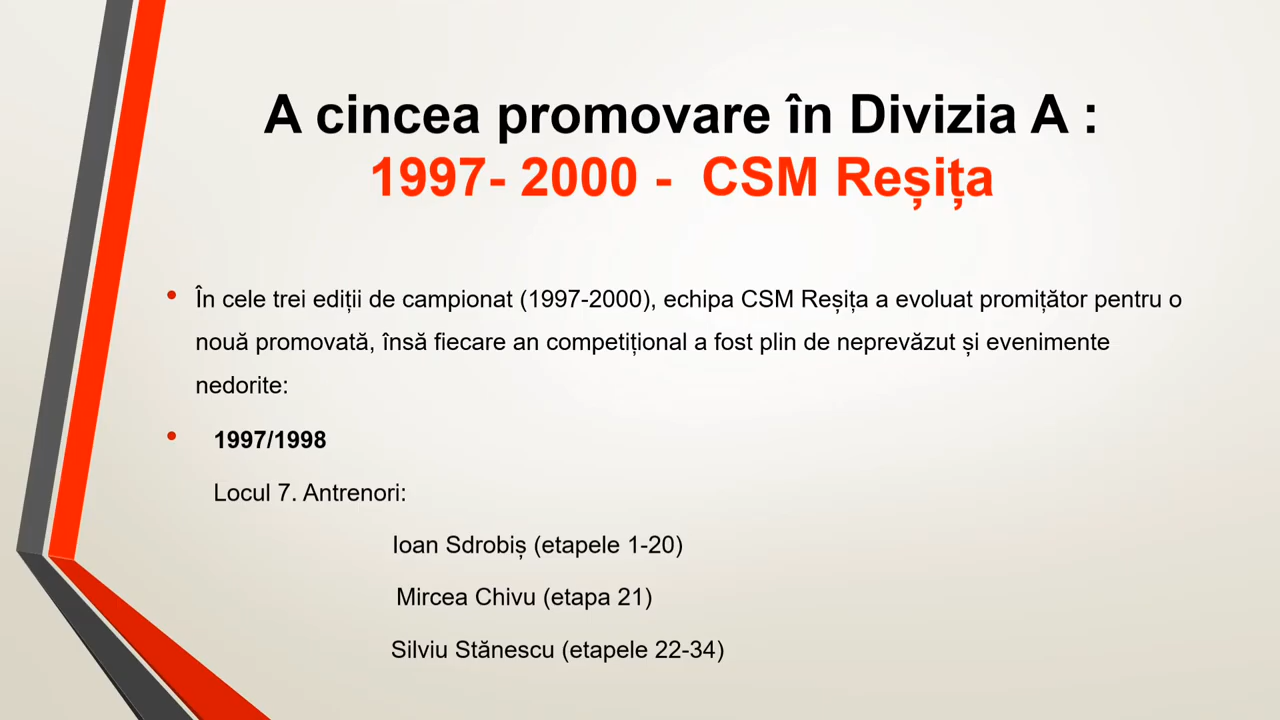 A cincea promovare în Divizia A :
1997- 2000 - CSM Reșița
• În cele trei ediții de campionat (1997-2000), echipa CSM Reșița a evoluat promițător pentru o
nouă promovată, însă fiecare an competițional a fost plin de neprevăzut și evenimente
nedorite:
• 1997/1998
Locul 7. Antrenori:
Ioan Sdrobiș (etapele 1-20)
Mircea Chivu (etapa 21)
Silviu Stănescu (etapele 22-34)